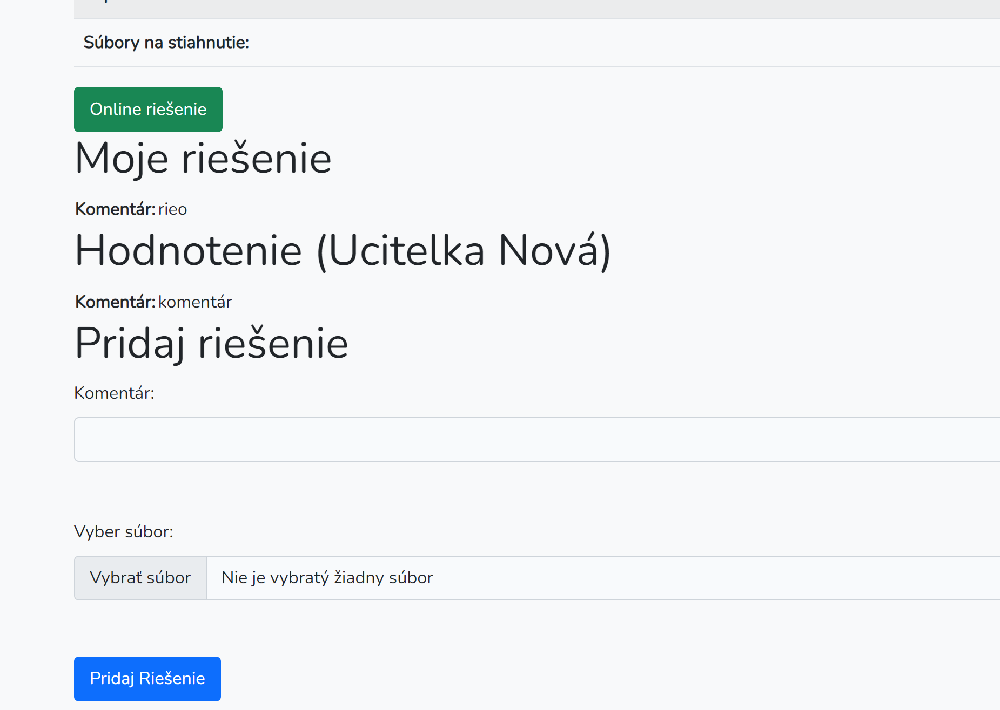 Súbory na stiahnutie:
Online riešenie
Moje riešenie
Komentár: rieo
Hodnotenie (Ucitelka Nová)
Komentár: komentár
Pridaj riešenie
Komentár:
Vyber súbor:
Vybrať súbor Nie je vybratý žiadny súbor
Pridaj Riešenie